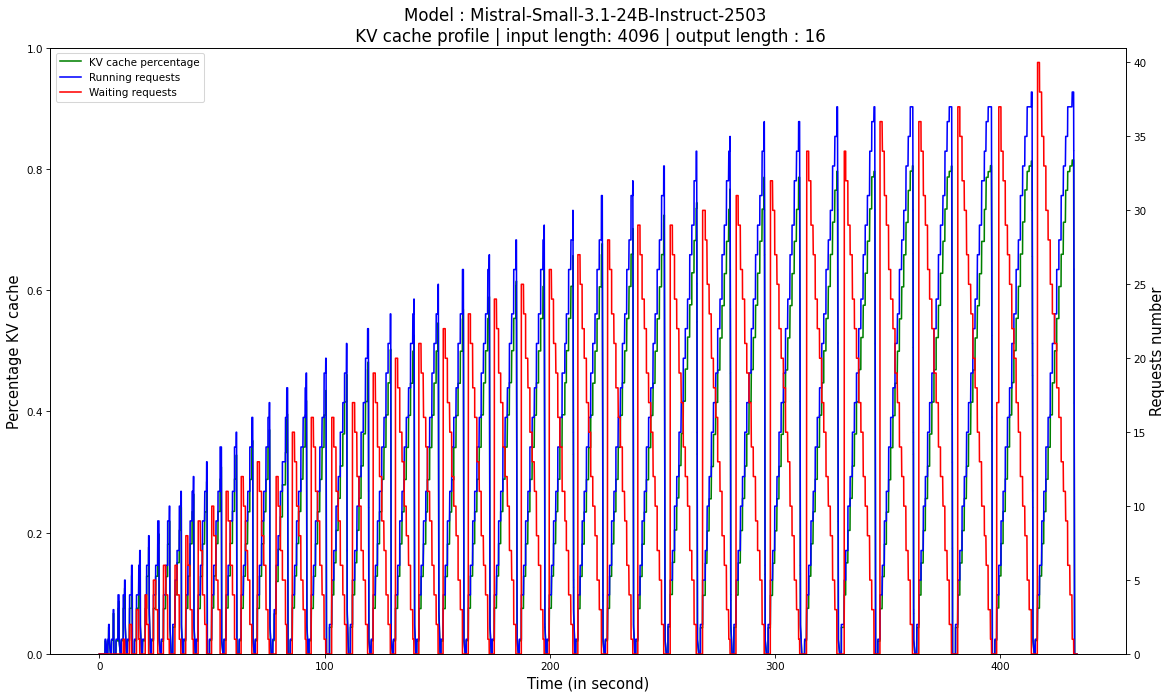 Model : Mistral-Small-3.1-24B-Instruct-2503
KV cache profile | input length: 4096 | output length : 16
KV cache percentage
Running requests
Waiting requests
Percentage KV cache
1.0
0.8
0.6
0.4
0.2
0.0
0
100
200
300
400
Time (in second)
40
35
30
25
20
15
10
5
0
Requests number